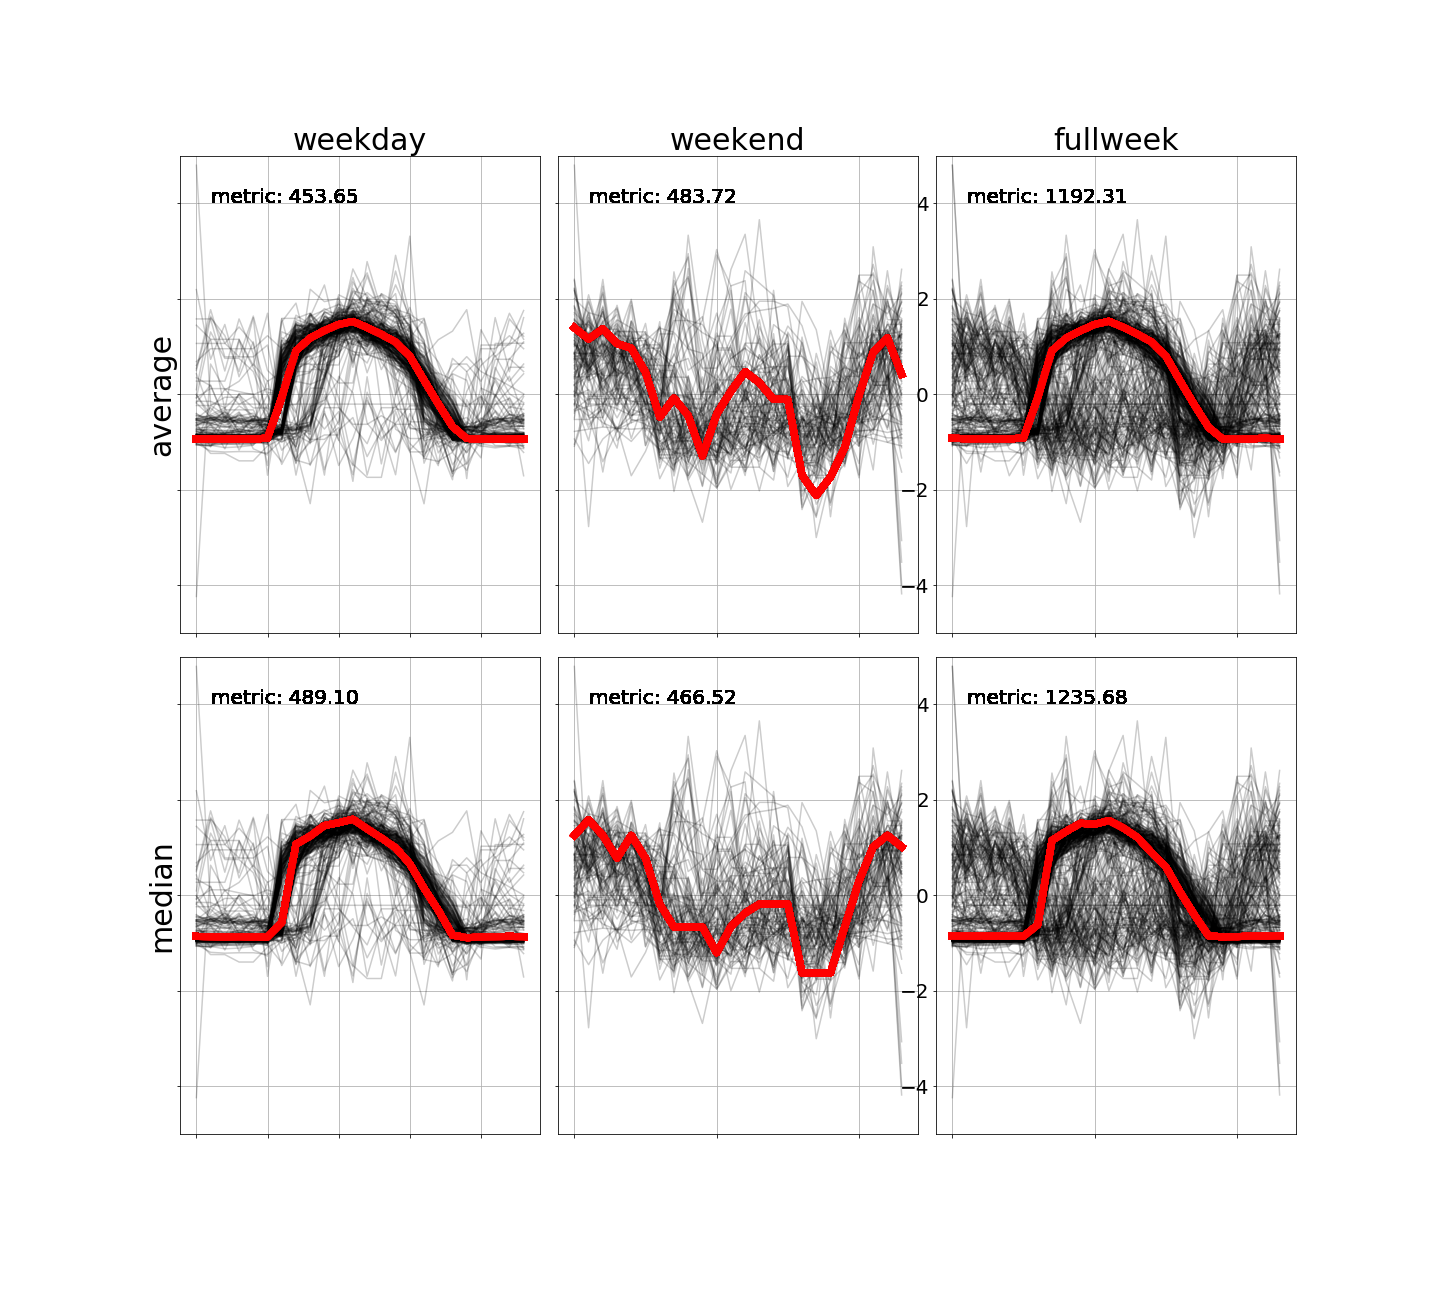 weekday weekend fullweek
metric: 453.65 metric: 483.72 metric: 1192.31
4
2
0
−2
−4
average
metric: 489.10 metric: 466.52 metric: 1235.68
4
2
0
−2
−4
median